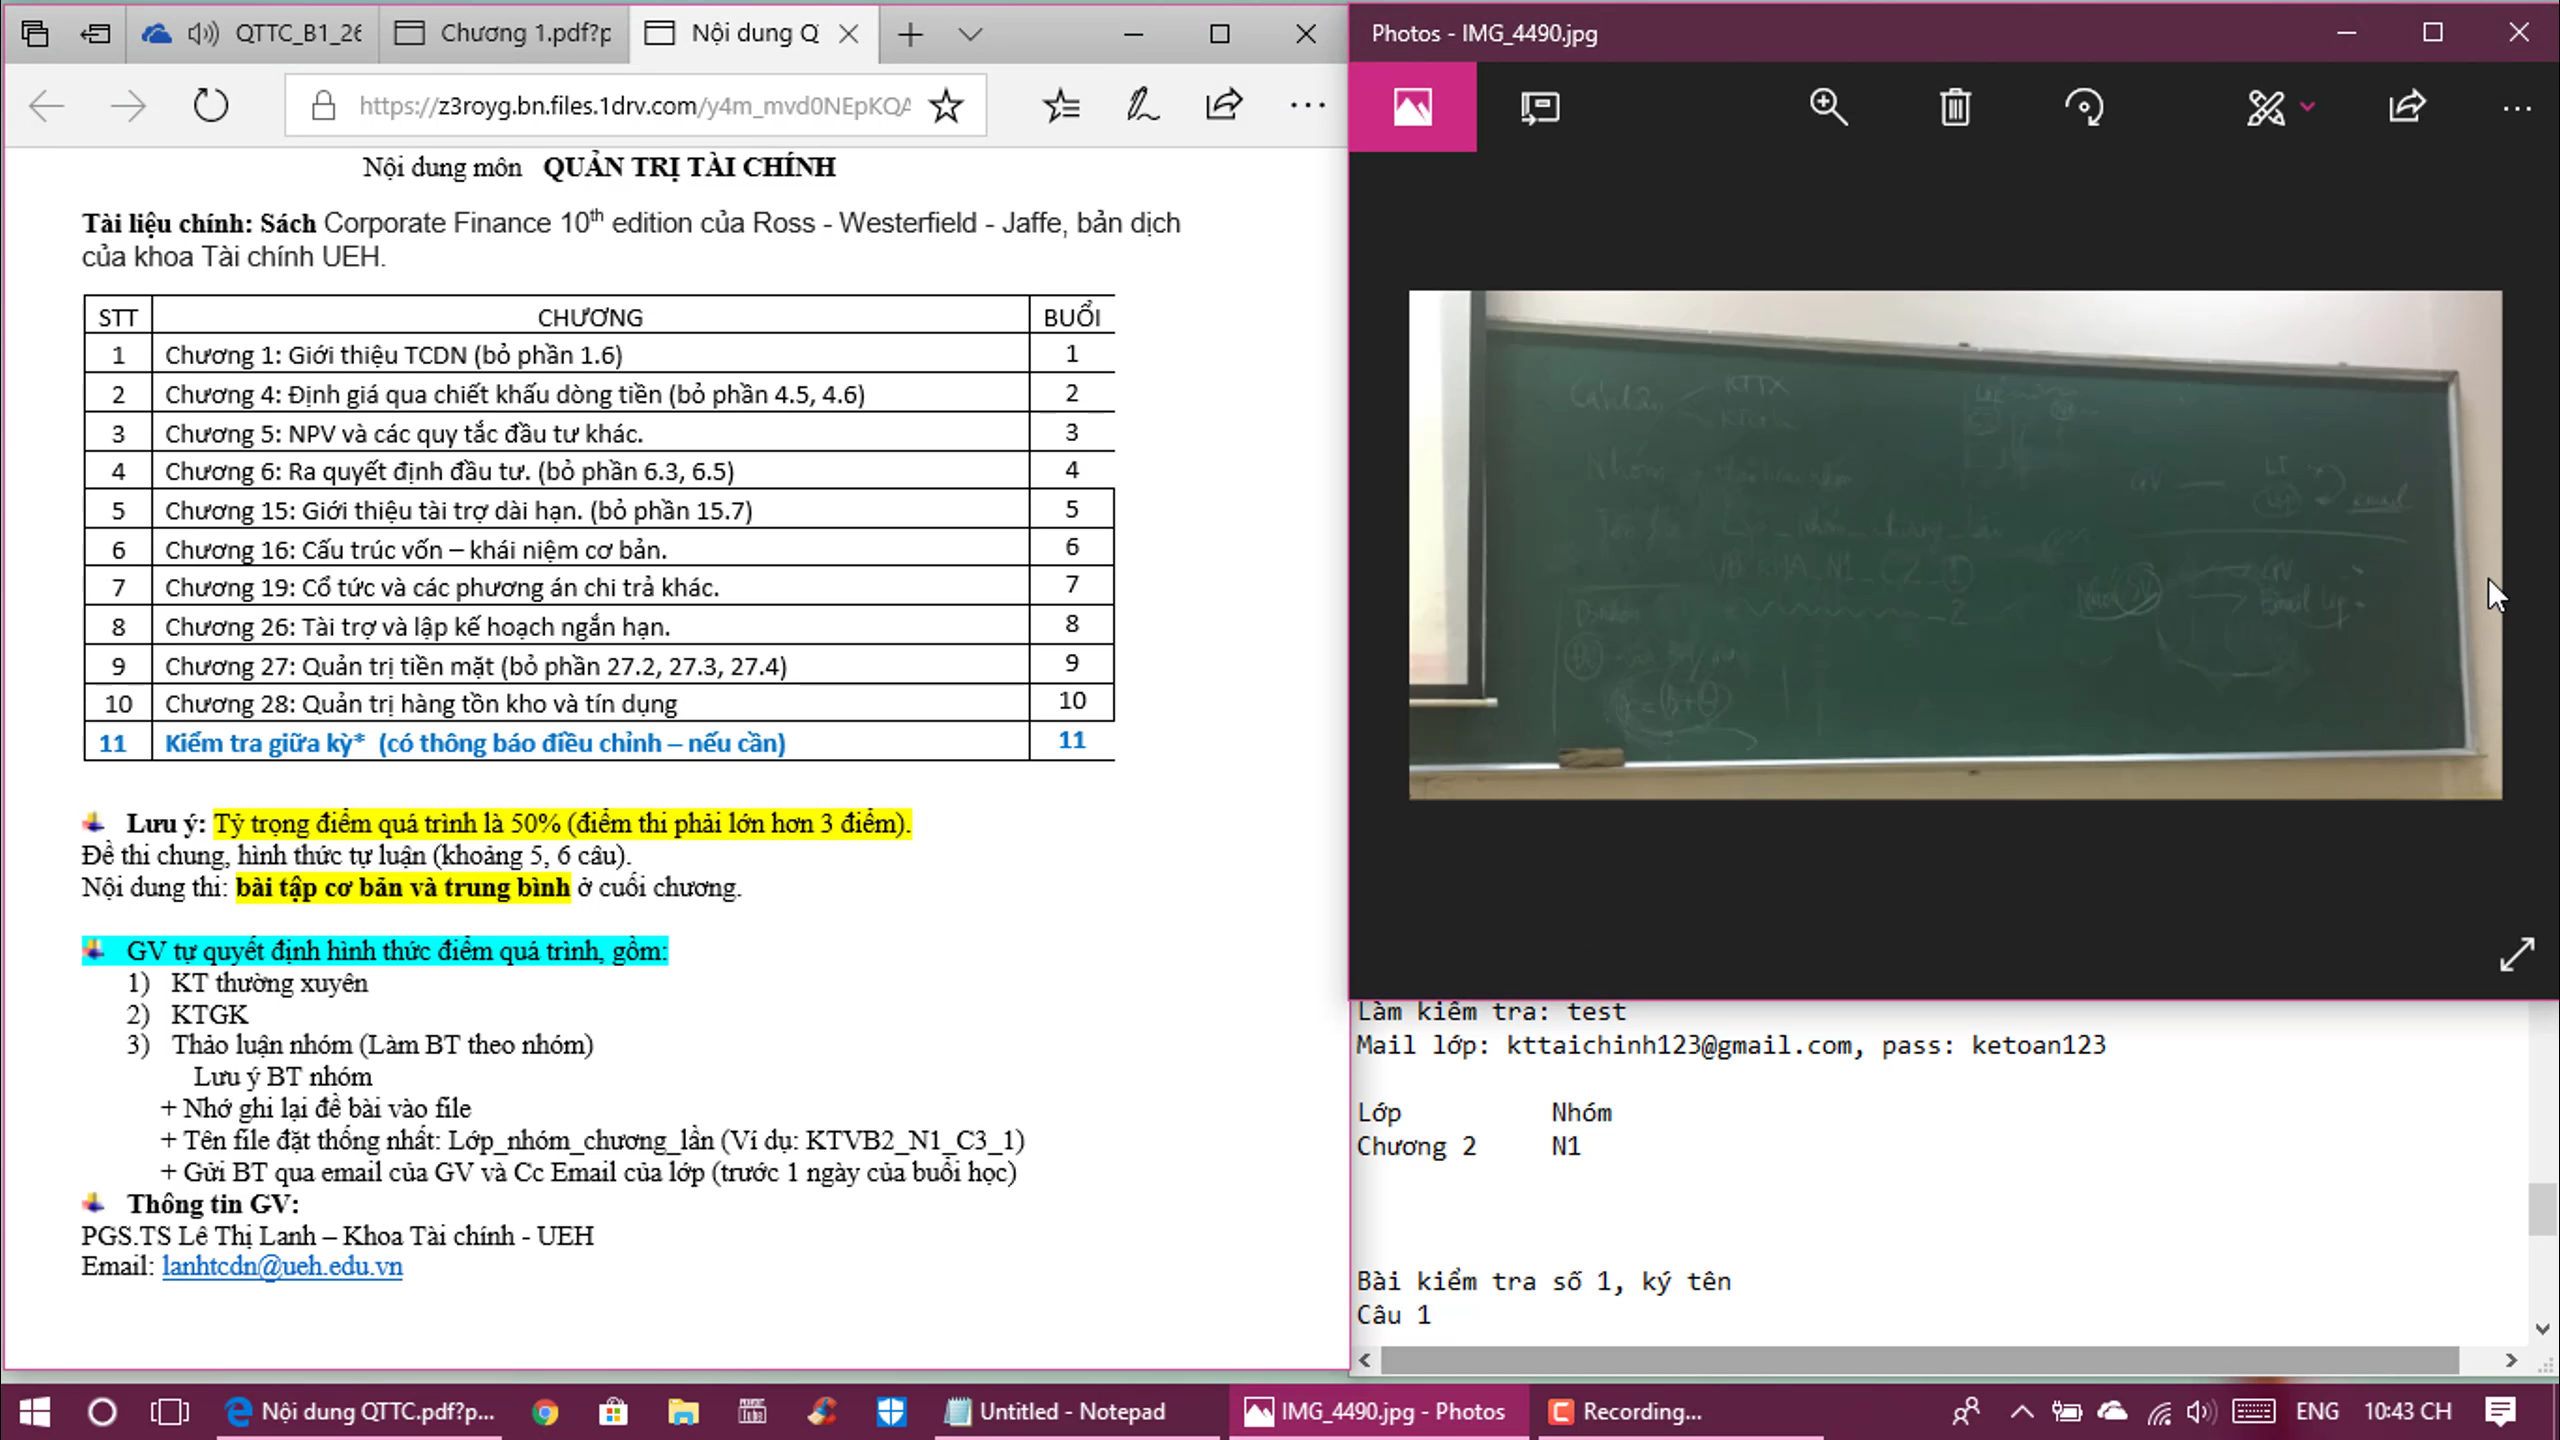 QTTC_B1_26
Chương 1.pdf?p
Nội dung Q
https://z3royg.bn.files.1drv.com/y4m_mvd0NEpKQA
Nội dung môn QUẢN TRỊ TÀI CHÍNH
Tài liệu chính: Sách Corporate Finance 10th edition của Ross - Westerfield - Jaffe, bản dịch
của khoa Tài chính UEH.
STT CHƯƠNG BUỔI
1 Chương 1: Giới thiệu TCDN (bỏ phần 1.6) 1
2 Chương 4: Định giá qua chiết khấu dòng tiền (bỏ phần 4.5, 4.6) 2
3 Chương 5: NPV và các quy tắc đầu tư khác. 3
4 Chương 6: Ra quyết định đầu tư. (bỏ phần 6.3, 6.5) 4
5 Chương 15: Giới thiệu tài trợ dài hạn. (bỏ phần 15.7) 5
6 Chương 16: Cấu trúc vốn – khái niệm cơ bản. 6
7 Chương 19: Cổ tức và các phương án chi trả khác. 7
8 Chương 26: Tài trợ và lập kế hoạch ngắn hạn. 8
9 Chương 27: Quản trị tiền mặt (bỏ phần 27.2, 27.3, 27.4) 9
10 Chương 28: Quản trị hàng tồn kho và tín dụng 10
11 Kiểm tra giữa kỳ* (có thông báo điều chỉnh – nếu cần) 11
Lưu ý: Tỷ trọng điểm quá trình là 50% (điểm thi phải lớn hơn 3 điểm).
Đề thi chung, hình thức tự luận (khoảng 5, 6 câu).
Nội dung thi: bài tập cơ bản và trung bình ở cuối chương.
GV tự quyết định hình thức điểm quá trình, gồm:
1) KT thường xuyên
2) KTGK
3) Thảo luận nhóm (Làm BT theo nhóm)
Lưu ý BT nhóm
+ Nhớ ghi lại đề bài vào file
+ Tên file đặt thống nhất: Lớp_nhóm_chương_lần (Ví dụ: KTVB2_N1_C3_1)
+ Gửi BT qua email của GV và Cc Email của lớp (trước 1 ngày của buổi học)
Thông tin GV:
PGS.TS Lê Thị Lanh – Khoa Tài chính - UEH
Email: lanhtcdn@ueh.edu.vn
Photos - IMG_4490.jpg
KTTX
Nhóm
GV
LT
email
GV
Email lớp
Làm kiểm tra: test
Mail lớp: kttaichinh123@gmail.com, pass: ketoan123
Lớp Nhóm
Chương 2 N1
Bài kiểm tra số 1, ký tên
Câu 1
Nội dung QTTC.pdf?p...
Untitled - Notepad
IMG_4490.jpg - Photos
Recording...
ENG
10:43 CH